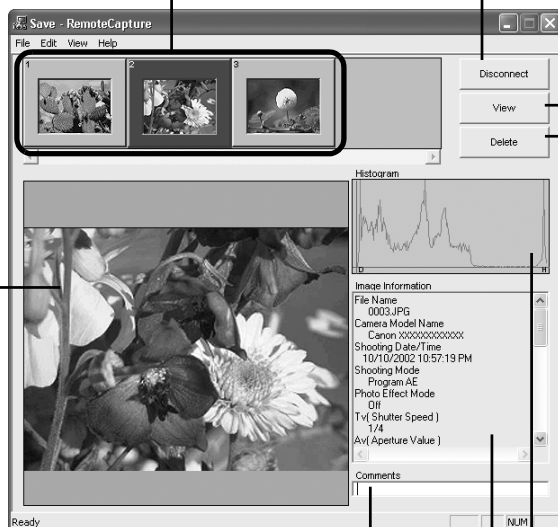 Save - RemoteCapture
File Edit View Help
1 2 3
Disconnect
View
Delete
Histogram
D H
Image Information
File Name
0003.JPG
Camera Model Name
Canon XXXXXXXXXXXX
Shooting Date/Time
10/10/2002 10:57:19 PM
Shooting Mode
Program AE
Photo Effect Mode
Off
Tv( Shutter Speed )
1/4
Av( Aperture Value )
Comments
Ready
NUM